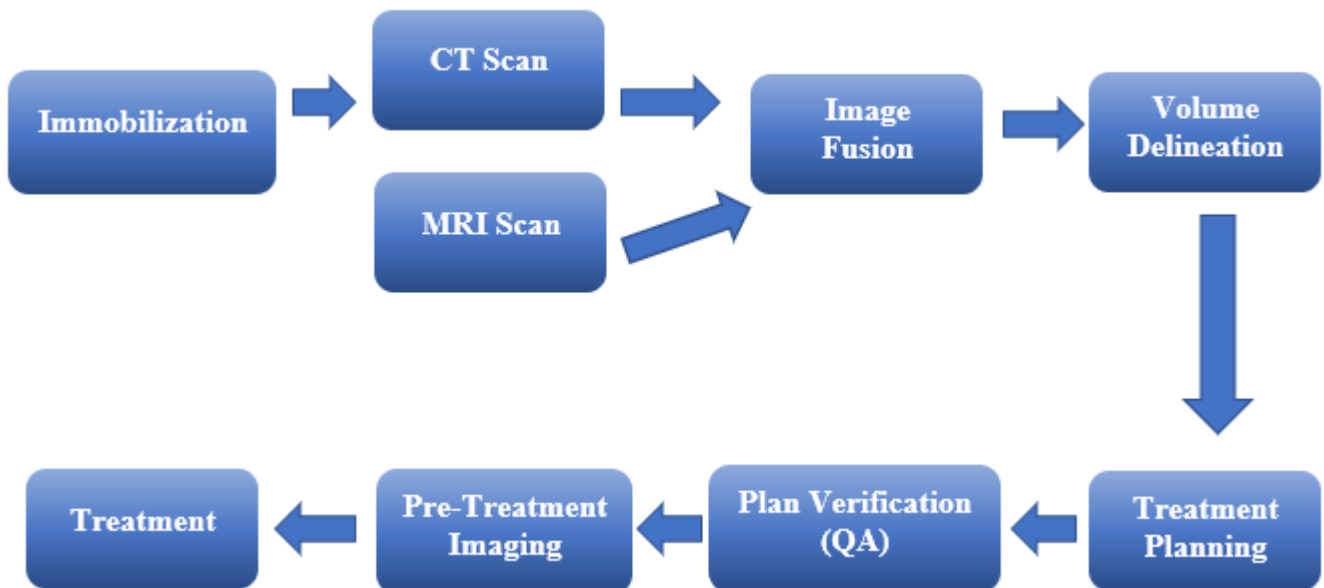 Immobilization
CT Scan
MRI Scan
Image
Fusion
Volume
Delineation
Treatment
Planning
Plan Verification
(QA)
Pre-Treatment
Imaging
Treatment